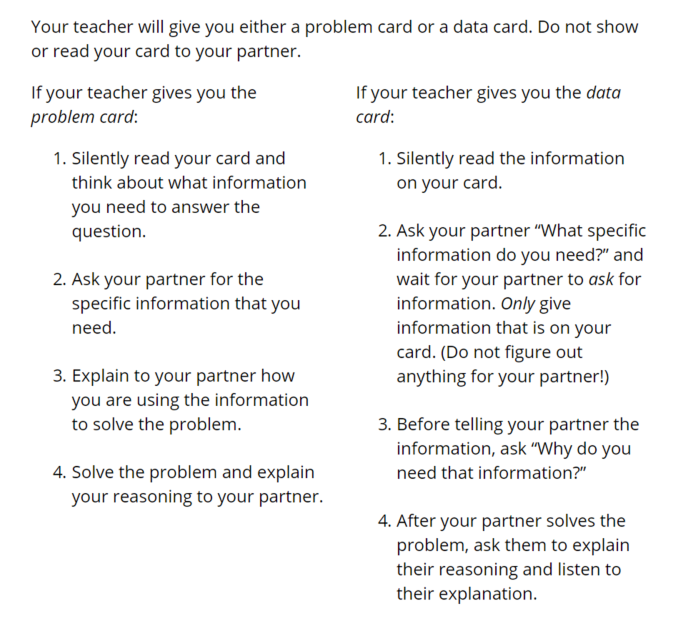 Your teacher will give you either a problem card or a data card. Do not show
or read your card to your partner.
If your teacher gives you the
problem card:
1. Silently read your card and
think about what information
you need to answer the
question.
2. Ask your partner for the
specific information that you
need.
3. Explain to your partner how
you are using the information
to solve the problem.
4. Solve the problem and explain
your reasoning to your partner.
If your teacher gives you the data
card:
1. Silently read the information
on your card.
2. Ask your partner “What specific
information do you need?” and
wait for your partner to ask for
information. Only give
information that is on your
card. (Do not figure out
anything for your partner!)
3. Before telling your partner the
information, ask “Why do you
need that information?”
4. After your partner solves the
problem, ask them to explain
their reasoning and listen to
their explanation.